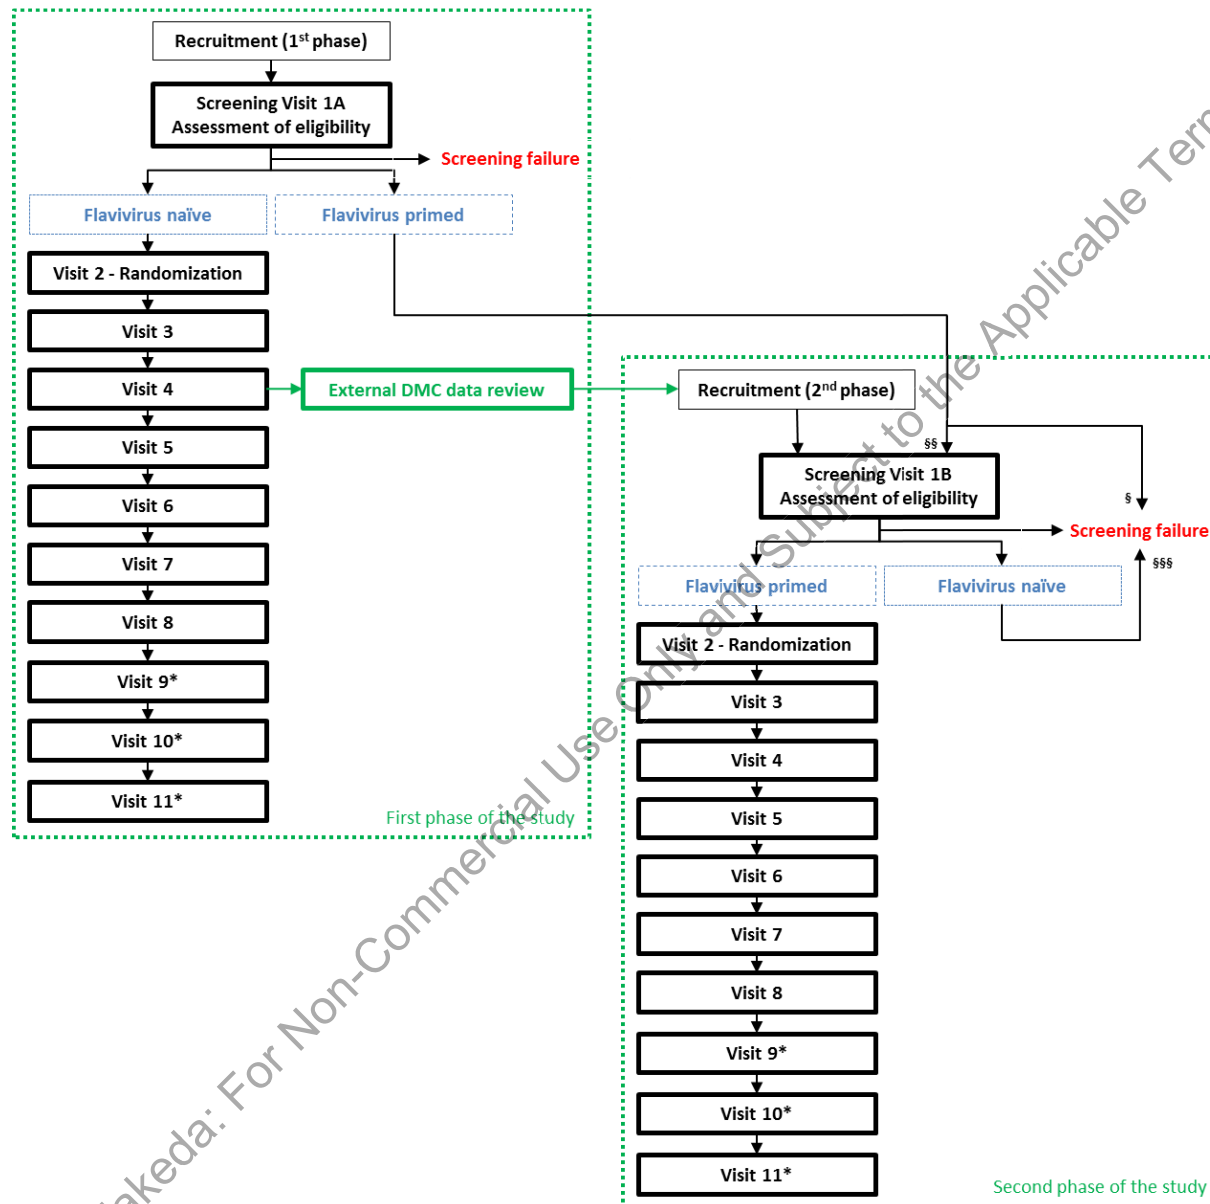 Recruitment (1st phase)
Screening Visit 1A
Assessment of eligibility
Screening failure
Flavivirus naïve
Flavivirus primed
Visit 2 - Randomization
Visit 3
Visit 4
External DMC data review
Visit 5
Visit 6
Visit 7
Visit 8
Visit 9*
Visit 10*
Visit 11*
First phase of the study
Recruitment (2nd phase)
§§
Screening Visit 1B
Assessment of eligibility
§
Screening failure
§§§
Flavivirus primed
Flavivirus naïve
Visit 2 - Randomization
Visit 3
Visit 4
Visit 5
Visit 6
Visit 7
Visit 8
Visit 9*
Visit 10*
Visit 11*
Second phase of the study
Takeda: For Non-Commercial Use Only and Subject to the Applicable Term